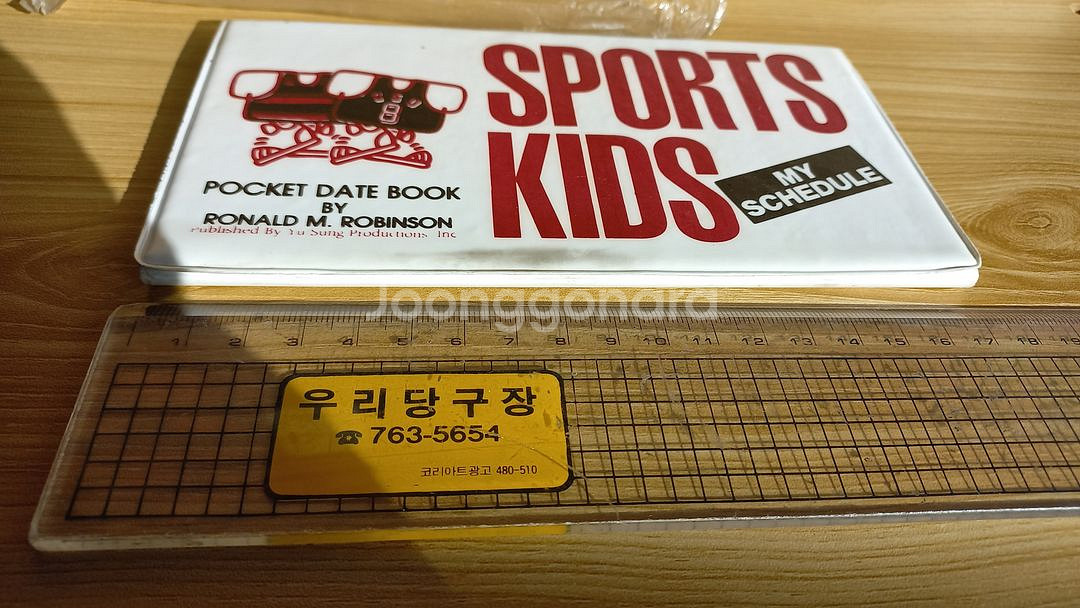 SPORTS
KIDS
MY
SCHEDULE
8
POCKET DATE BOOK
BY
RONALD M. ROBINSON
Published By Yu Sung Productions Inc
Joonggonara
1 2 3 4 5 6 7 8 9 10 11 12 13 14 15 16 17 18 19
우리당구장
☎ 763-5654
코리아트광고 480-510